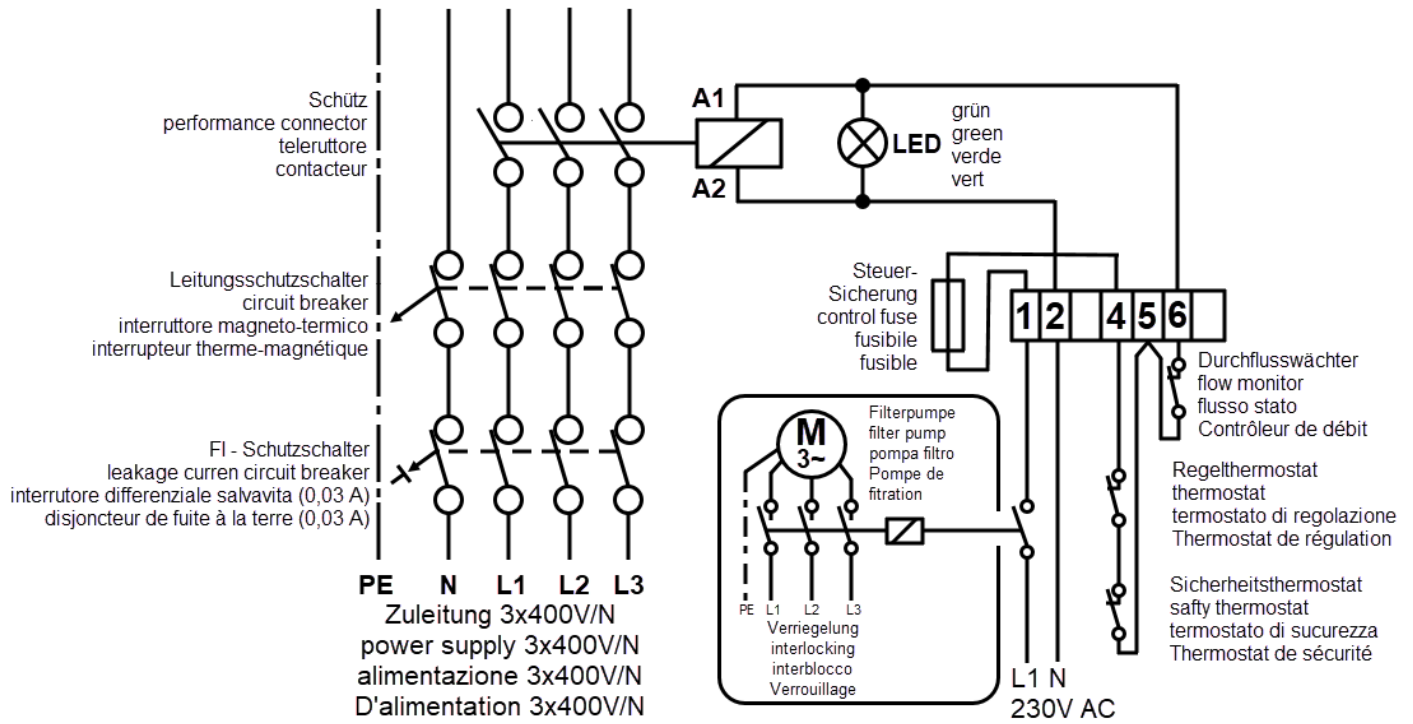 Schütz
performance connector
teleruttore
contacteur
A1
A2
LED
grün
green
verde
vert
Leitungsschutzschalter
circuit breaker
interruttore magneto-termico
interrupteur therme-magnétique
Steuer-
Sicherung
control fuse
fusibile
fusible
1 2 4 5 6
Durchflusswächter
flow monitor
flusso stato
Contrôleur de débit
FI - Schutzschalter
leakage curren circuit breaker
interrutore differenziale salvavita (0,03 A)
disjoncteur de fuite à la terre (0,03 A)
M
3~
Filterpumpe
filter pump
pompa filtro
Pompe de
fitration
Regelthermostat
thermostat
termostato di regolazione
Thermostat de régulation
Sicherheitsthermostat
safty thermostat
termostato di sucurezza
Thermostat de sécurité
PE N L1 L2 L3
Zuleitung 3x400V/N
power supply 3x400V/N
alimentazione 3x400V/N
D'alimentation 3x400V/N
PE L1 L2 L3
Verriegelung
interlocking
interblocco
Verrouillage
L1 N
230V AC